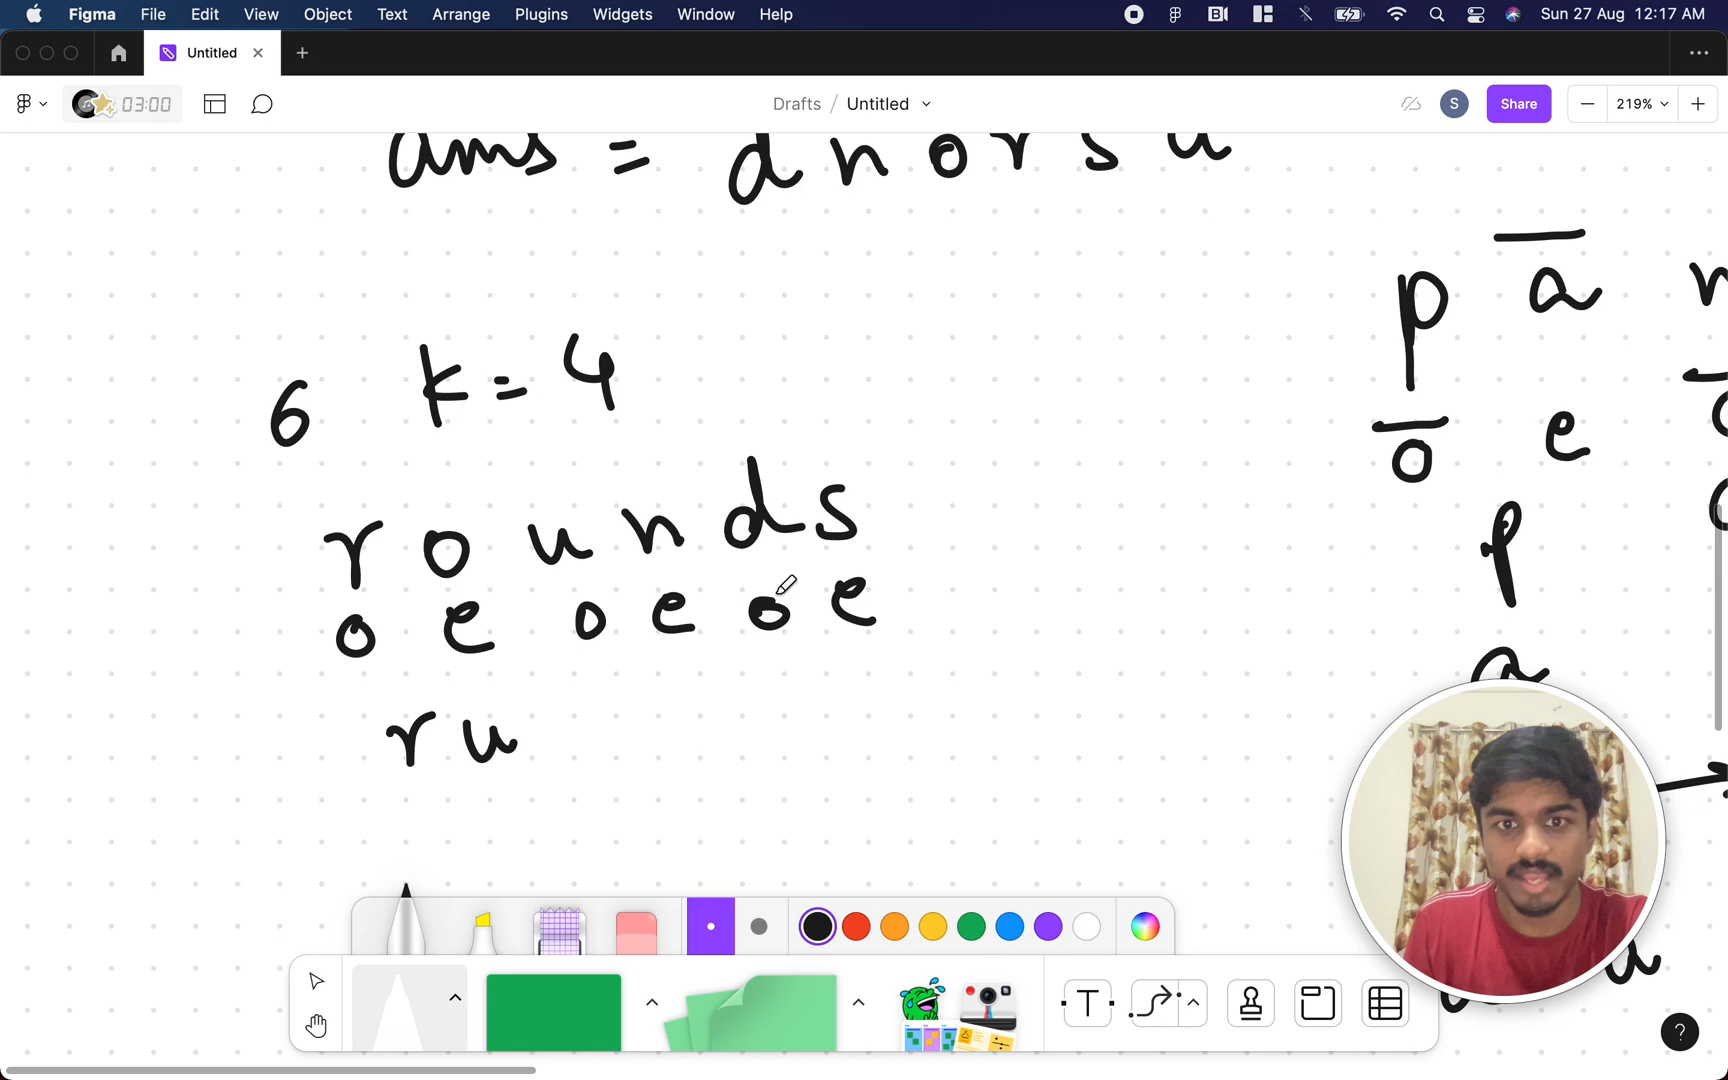 Figma File Edit View Object Text Arrange Plugins Widgets Window Help Sun 27 Aug 12:17 AM
Untitled
03:00 Drafts / Untitled S Share 219%
ans = d n o r s u
6 k = 4
r o u n d s
o e o e o e
r u
p a n
o e
p
a
u
T
?